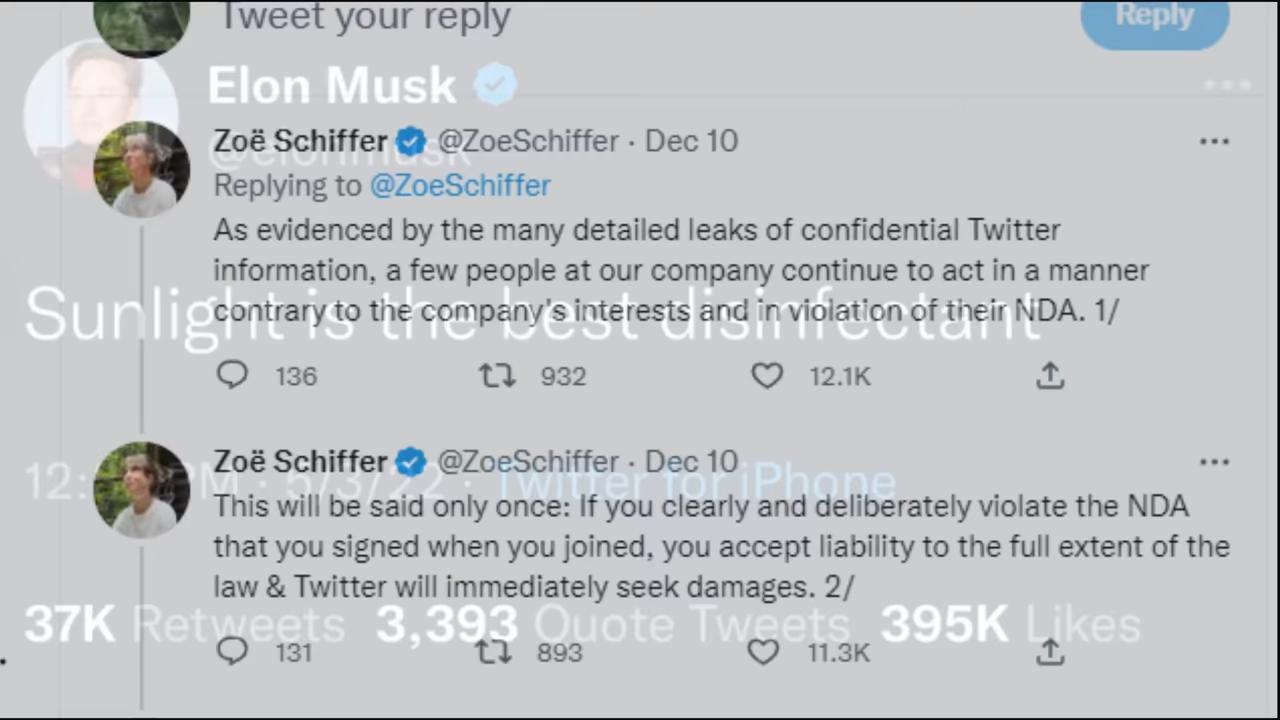 Tweet your reply
Reply
Elon Musk
Zoë Schiffer @ZoeSchiffer · Dec 10
@elonmusk
Replying to @ZoeSchiffer
As evidenced by the many detailed leaks of confidential Twitter
information, a few people at our company continue to act in a manner
Sunlight is the best disinfectant
contrary to the company's interests and in violation of their NDA. 1/
136 932 12.1K
Zoë Schiffer @ZoeSchiffer · Dec 10
PM · 5/3/22 · Twitter for iPhone
This will be said only once: If you clearly and deliberately violate the NDA
that you signed when you joined, you accept liability to the full extent of the
law & Twitter will immediately seek damages. 2/
37K Retweets 3,393 Quote Tweets 395K Likes
131 893 11.3K